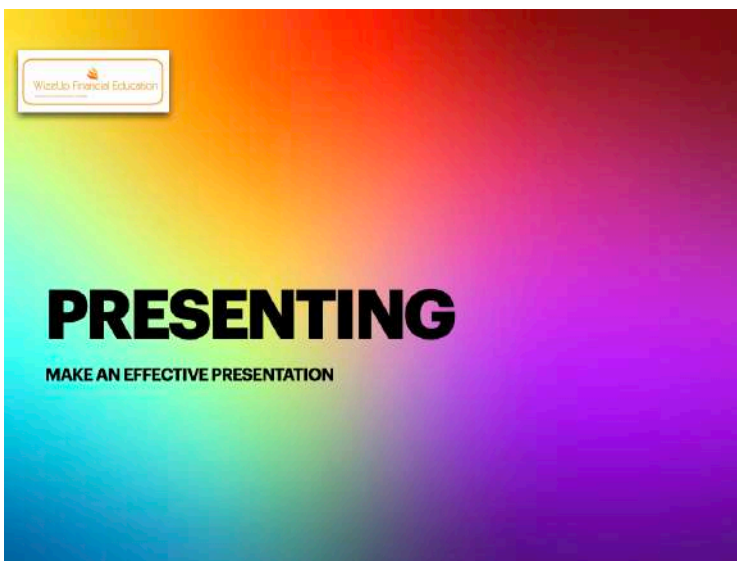 WizeUp Financial Education
PRESENTING
MAKE AN EFFECTIVE PRESENTATION